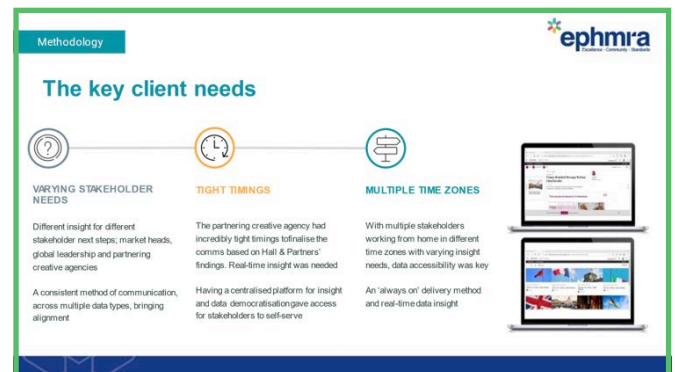 Methodology
ephmra
Excellence - Community - Standards
The key client needs
VARYING STAKEHOLDER
NEEDS
Different insight for different
stakeholder next steps; market heads,
global leadership and partnering
creative agencies
A consistent method of communication,
across multiple data types, bringing
alignment
TIGHT TIMINGS
The partnering creative agency had
incredibly tight timings tofinalise the
comms based on Hall & Partners'
findings. Real-time insight was needed
Having a centralised platform for insight
and data democratisationgave access
for stakeholders to self-serve
MULTIPLE TIME ZONES
With multiple stakeholders
working from home in different
time zones with varying insight
needs, data accessibility was key
An 'always on' delivery method
and real-time data insight